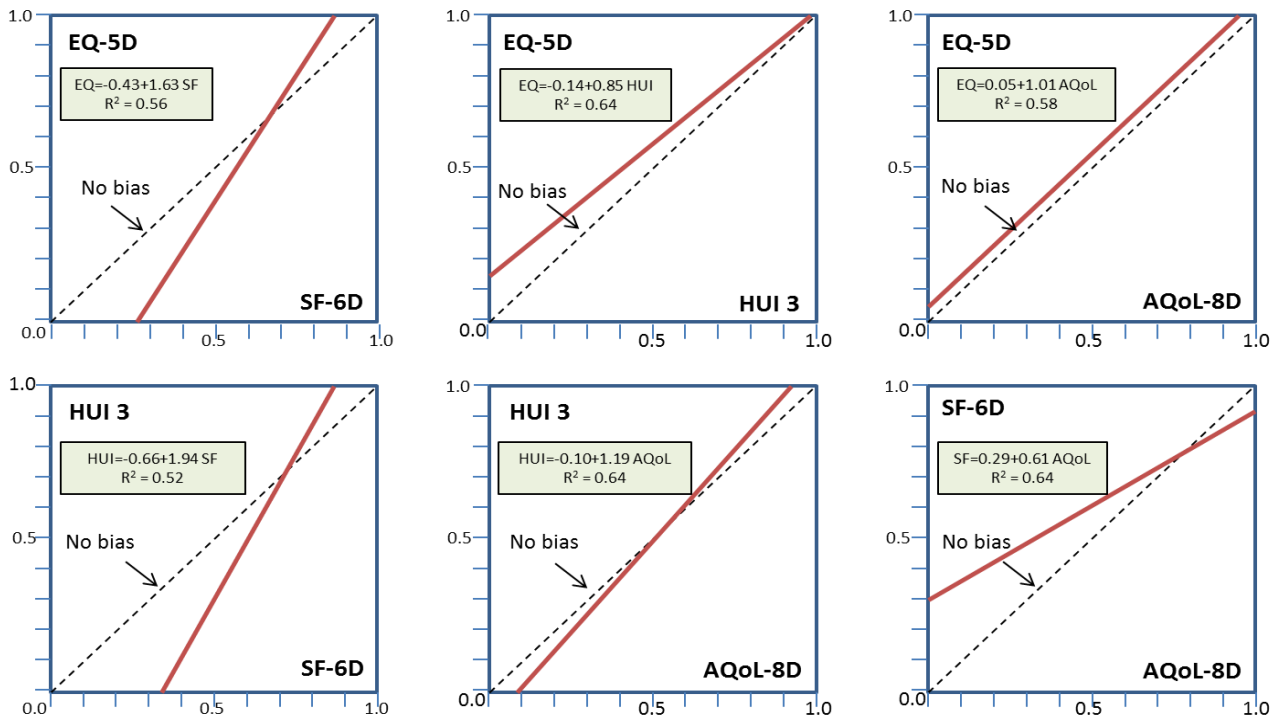 1.0
EQ-5D
EQ=-0.43+1.63 SF
R² = 0.56
0.5
No bias
SF-6D
0.0
0.5
1.0
1.0
EQ-5D
EQ=-0.14+0.85 HUI
R² = 0.64
0.5
No bias
HUI 3
0.0
0.5
1.0
1.0
EQ-5D
EQ=0.05+1.01 AQoL
R² = 0.58
0.5
No bias
AQoL-8D
0.0
0.5
1.0
1.0
HUI 3
HUI=-0.66+1.94 SF
R² = 0.52
0.5
No bias
SF-6D
0.0
0.5
1.0
1.0
HUI 3
HUI=-0.10+1.19 AQoL
R² = 0.64
0.5
No bias
AQoL-8D
0.0
0.5
1.0
1.0
SF-6D
SF=0.29+0.61 AQoL
R² = 0.64
0.5
No bias
AQoL-8D
0.0
0.5
1.0